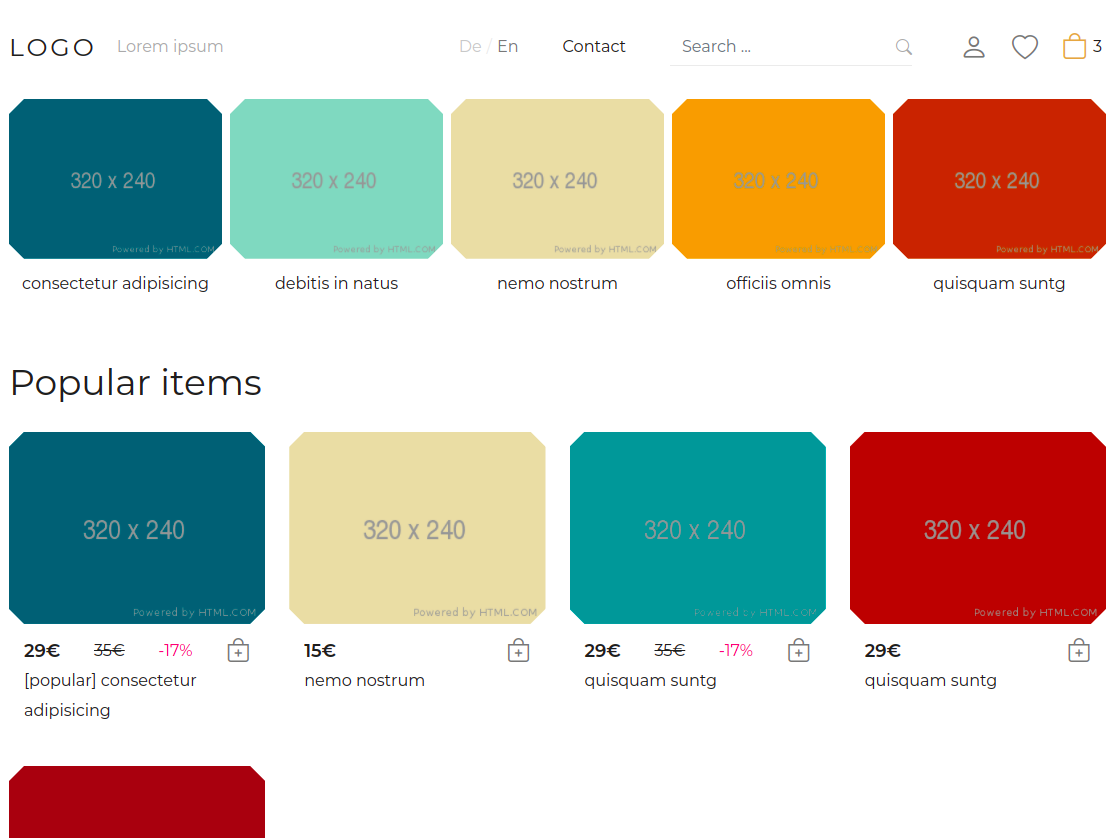 LOGO Lorem ipsum De / En Contact Search ... 3
320 x 240 320 x 240 320 x 240 320 x 240 320 x 240
Powered by HTML.COM Powered by HTML.COM Powered by HTML.COM Powered by HTML.COM Powered by HTML.COM
consectetur adipisicing debitis in natus nemo nostrum officiis omnis quisquam suntg
Popular items
320 x 240 320 x 240 320 x 240 320 x 240
Powered by HTML.COM Powered by HTML.COM Powered by HTML.COM Powered by HTML.COM
29€ 35€ -17% 15€ 29€ 35€ -17% 29€
[popular] consectetur nemo nostrum quisquam suntg quisquam suntg
adipisicing